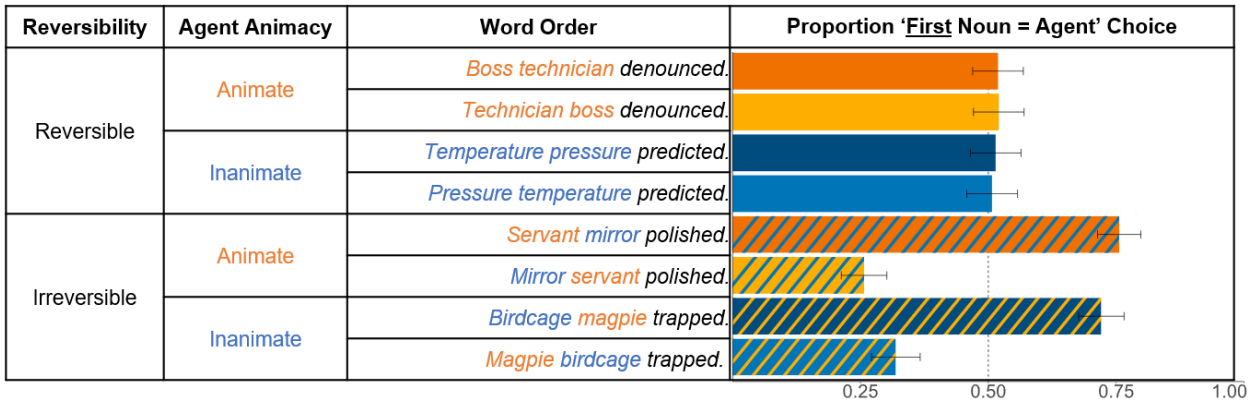 Reversibility Agent Animacy Word Order Proportion ‘First Noun = Agent’ Choice
Reversible
Animate
Boss technician denounced.
Technician boss denounced.
Inanimate
Temperature pressure predicted.
Pressure temperature predicted.
Irreversible
Animate
Servant mirror polished.
Mirror servant polished.
Inanimate
Birdcage magpie trapped.
Magpie birdcage trapped.
0.25 0.50 0.75 1.00